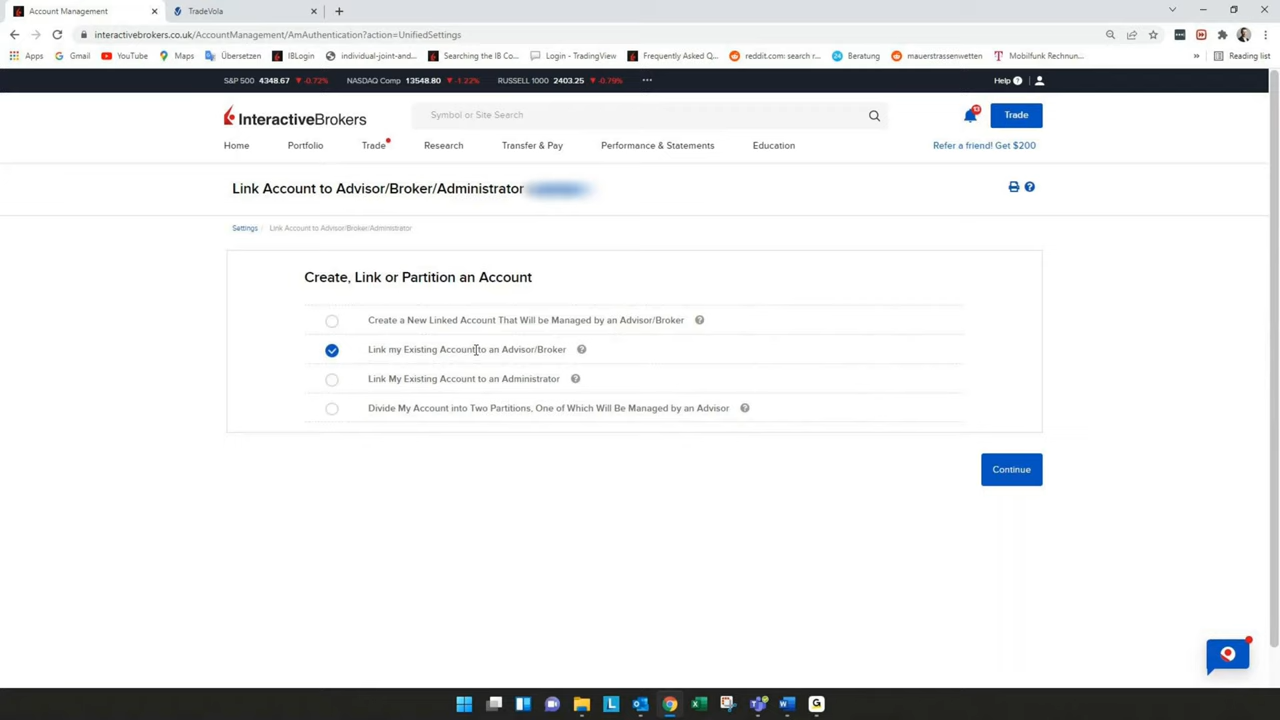 Account Management
TradeVola
interactivebrokers.co.uk/AccountManagement/AmAuthentication?action=UnifiedSettings
Apps
Gmail
YouTube
Maps
Übersetzen
IBLogin
individual-joint-and...
Searching the IB Co...
Login - TradingView
Frequently Asked Q...
reddit.com: search r...
Beratung
mauerstrassenwetten
Mobilfunk Rechnun...
Reading list
S&P 500 4348.67 ▼-0.72%
NASDAQ Comp 13548.80 ▼-1.22%
RUSSELL 1000 2403.25 ▼-0.79%
Help
InteractiveBrokers
Symbol or Site Search
13
Trade
Home
Portfolio
Trade
Research
Transfer & Pay
Performance & Statements
Education
Refer a friend! Get $200
Link Account to Advisor/Broker/Administrator
Settings / Link Account to Advisor/Broker/Administrator
Create, Link or Partition an Account
Create a New Linked Account That Will be Managed by an Advisor/Broker
Link my Existing Account to an Advisor/Broker
Link My Existing Account to an Administrator
Divide My Account into Two Partitions, One of Which Will Be Managed by an Advisor
Continue